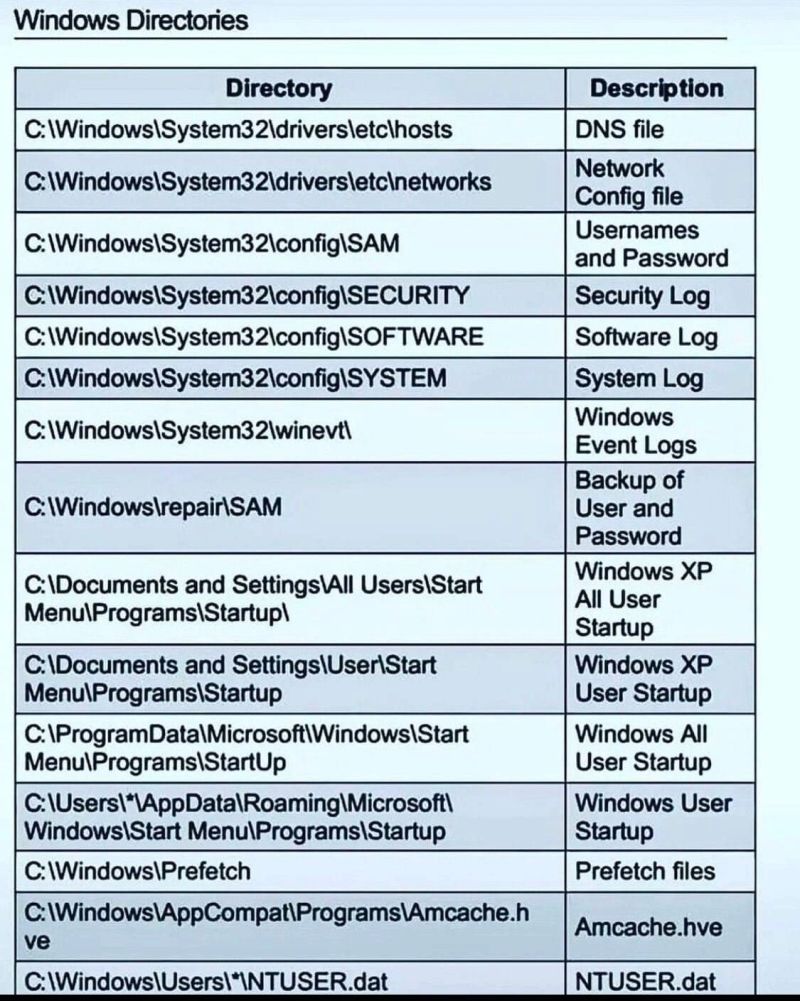 Windows Directories
Directory Description
C:\Windows\System32\drivers\etc\hosts DNS file
C:\Windows\System32\drivers\etc\networks Network
Config file
C:\Windows\System32\config\SAM Usernames
and Password
C:\Windows\System32\config\SECURITY Security Log
C:\Windows\System32\config\SOFTWARE Software Log
C:\Windows\System32\config\SYSTEM System Log
C:\Windows\System32\winevt\ Windows
Event Logs
C:\Windows\repair\SAM Backup of
User and
Password
C:\Documents and Settings\All Users\Start
Menu\Programs\Startup\ Windows XP
All User
Startup
C:\Documents and Settings\User\Start
Menu\Programs\Startup Windows XP
User Startup
C:\ProgramData\Microsoft\Windows\Start
Menu\Programs\StartUp Windows All
User Startup
C:\Users\*\AppData\Roaming\Microsoft\
Windows\Start Menu\Programs\Startup Windows User
Startup
C:\Windows\Prefetch Prefetch files
C:\Windows\AppCompat\Programs\Amcache.h
ve Amcache.hve
C:\Windows\Users\*\NTUSER.dat NTUSER.dat